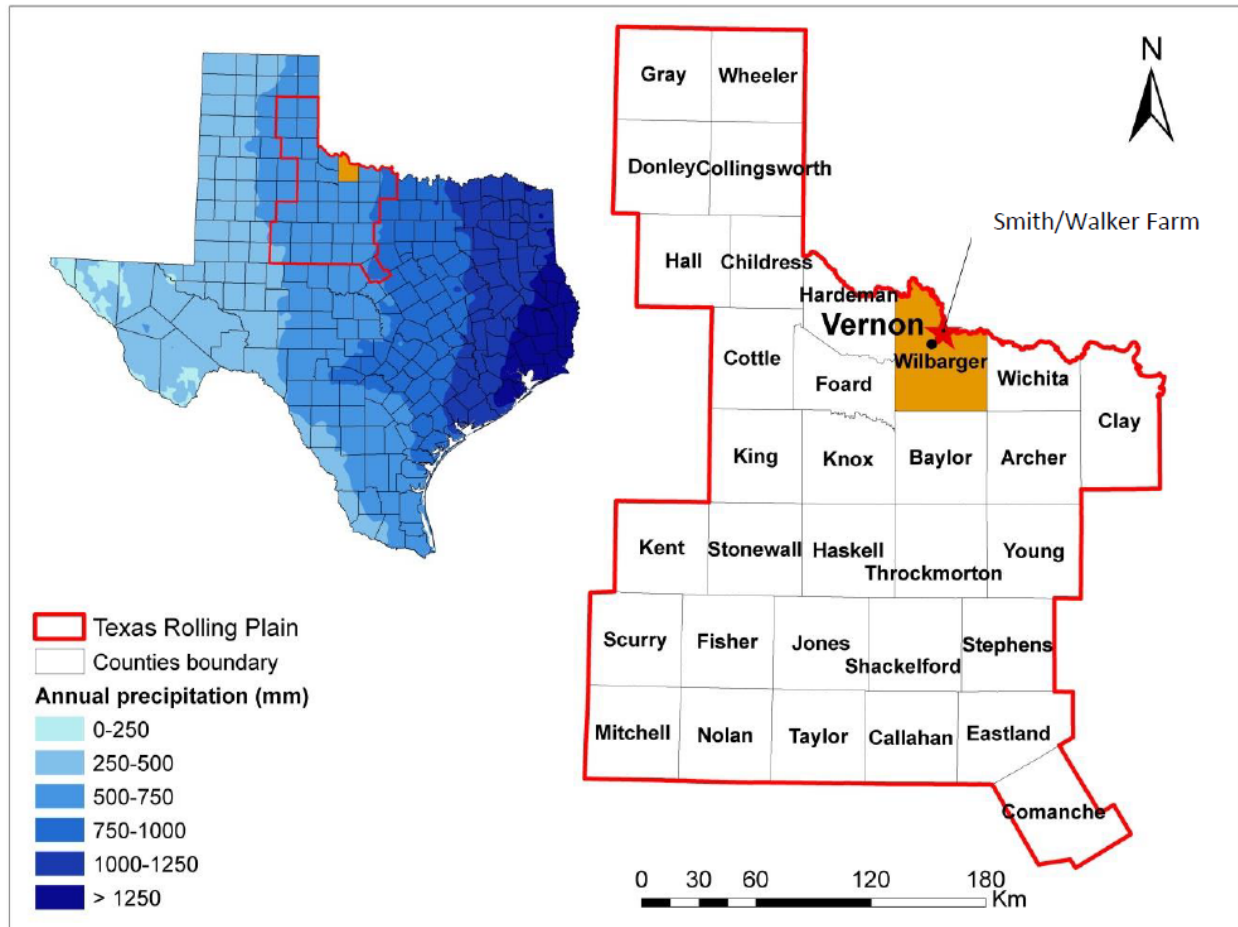 N
Gray Wheeler
Donley Collingsworth
Smith/Walker Farm
Hall Childress
Hardeman
Vernon
Wilbarger
Cottle
Foard
Wichita
Clay
King Knox Baylor Archer
Kent Stonewall Haskell Young
Throckmorton
Scurry Fisher Jones Stephens
Shackelford
Mitchell Nolan Taylor Callahan Eastland
Comanche
Texas Rolling Plain
Counties boundary
Annual precipitation (mm)
0-250
250-500
500-750
750-1000
1000-1250
> 1250
0 30 60 120 180
Km